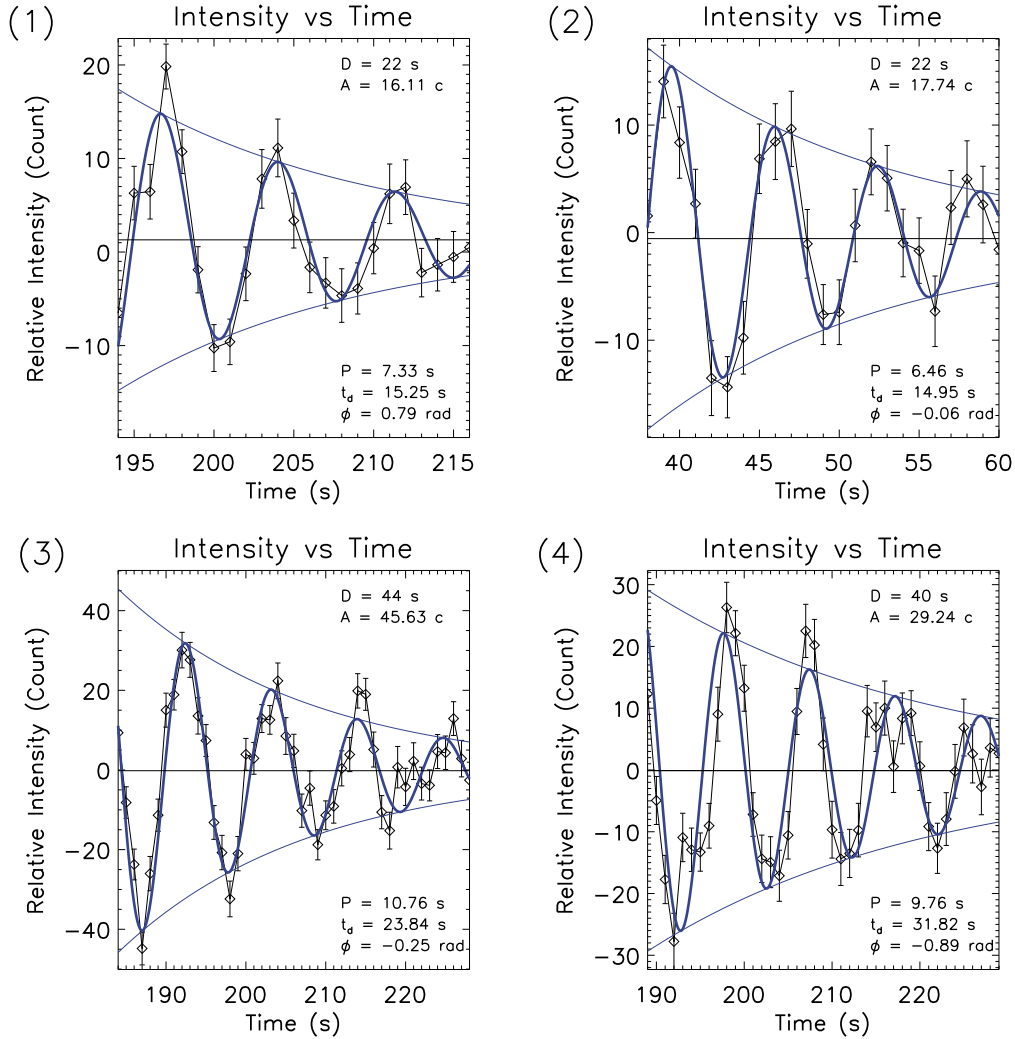 (1)
Intensity vs Time
D = 22 s
A = 16.11 c
P = 7.33 s
t_d = 15.25 s
ϕ = 0.79 rad
Relative Intensity (Count)
20
10
0
−10
195 200 205 210 215
Time (s)
(2)
Intensity vs Time
D = 22 s
A = 17.74 c
P = 6.46 s
t_d = 14.95 s
ϕ = −0.06 rad
Relative Intensity (Count)
10
0
−10
40 45 50 55 60
Time (s)
(3)
Intensity vs Time
D = 44 s
A = 45.63 c
P = 10.76 s
t_d = 23.84 s
ϕ = −0.25 rad
Relative Intensity (Count)
40
20
0
−20
−40
190 200 210 220
Time (s)
(4)
Intensity vs Time
D = 40 s
A = 29.24 c
P = 9.76 s
t_d = 31.82 s
ϕ = −0.89 rad
Relative Intensity (Count)
30
20
10
0
−10
−20
−30
190 200 210 220
Time (s)